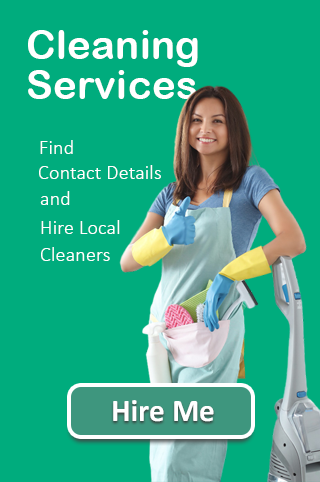 Cleaning
Services
Find
Contact Details
and
Hire Local
Cleaners
Hire Me